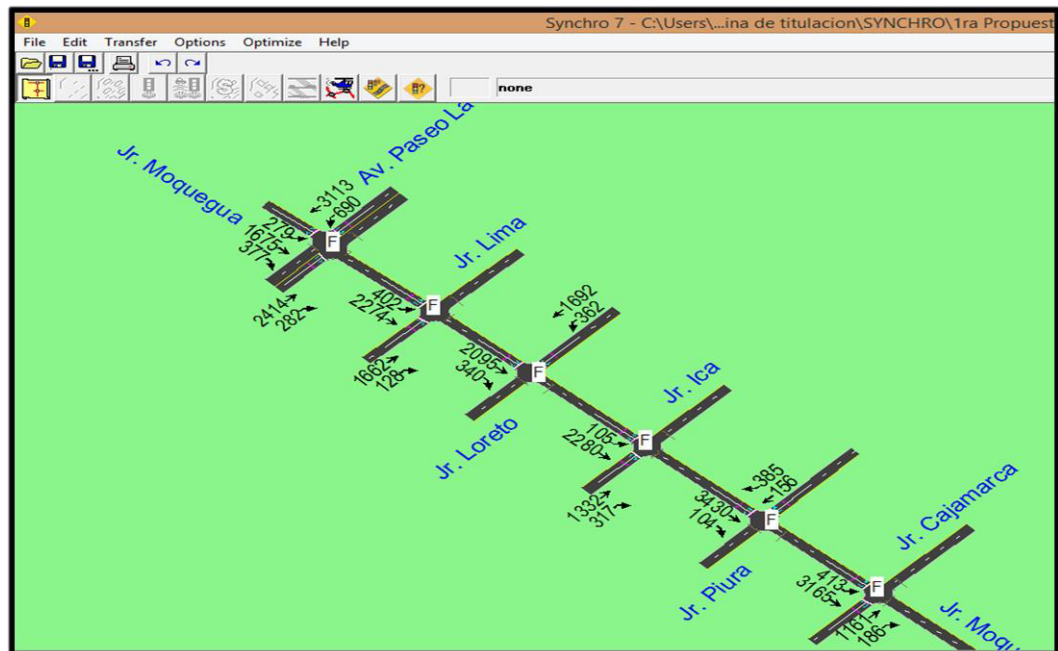 Synchro 7 - C:\Users\...ina de titulacion\SYNCHRO\1ra Propuest
File Edit Transfer Options Optimize Help
none
Jr. Moquegua
Av. Paseo La
3113
690
279
1675
377
2414
282
Jr. Lima
402
2274
1662
128
1692
362
2095
340
Jr. Loreto
Jr. Ica
105
2280
1332
317
385
156
3430
104
Jr. Piura
Jr. Cajamarca
413
3165
1161
186
Jr. Moqu
F
F
F
F
F
F